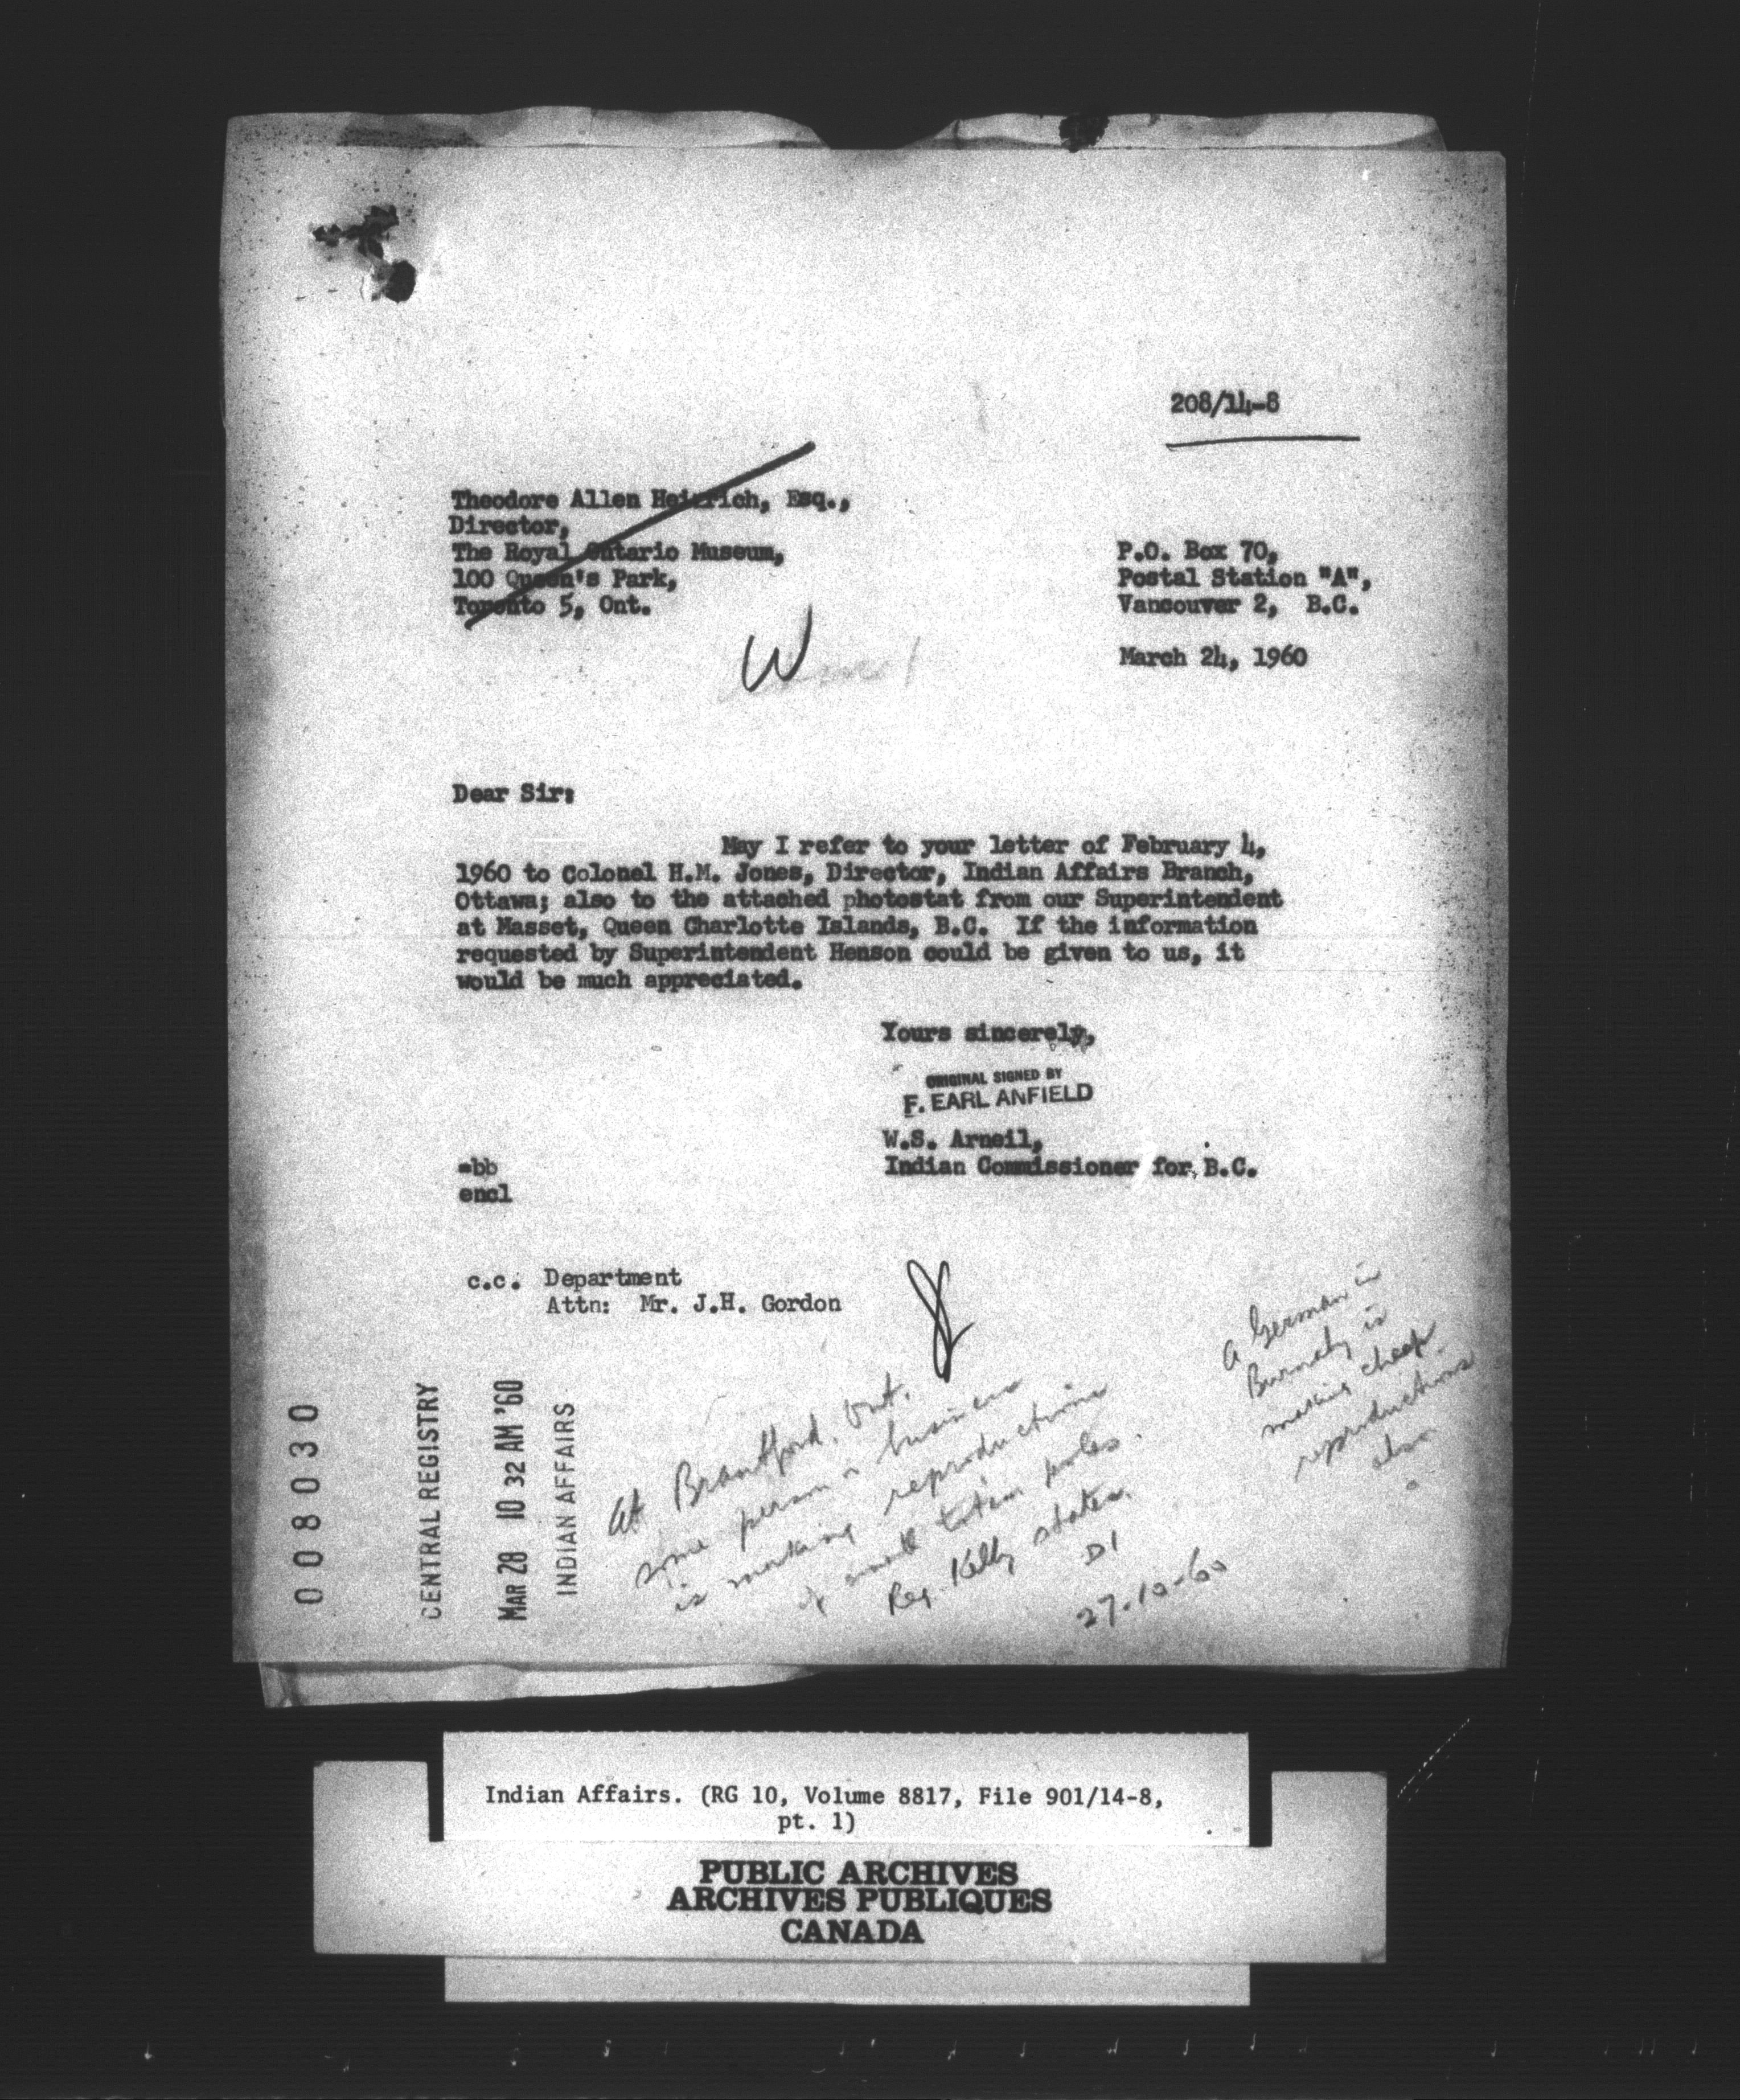 208/14-8
Theodore Allen Heinrich, Esq.,
Director,
The Royal Ontario Museum,
100 Queen's Park,
Toronto 5, Ont.
P.O. Box 70,
Postal Station "A",
Vancouver 2, B.C.
March 24, 1960
W
Dear Sir:
May I refer to your letter of February 4,
1960 to Colonel H.M. Jones, Director, Indian Affairs Branch,
Ottawa; also to the attached photostat from our Superintendent
at Masset, Queen Charlotte Islands, B.C. If the information
requested by Superintendent Henson could be given to us, it
would be much appreciated.
Yours sincerely,
ORIGINAL SIGNED BY
F. EARL ANFIELD
W.S. Arneil,
Indian Commissioner for B.C.
-bb
encl
c.c. Department
Attn: Mr. J.H. Gordon
At Brantford, Ont.
some person business
is making reproductions
of small totem poles.
Kelly states.
27-10-60
A German in
Burnaby is
making cheap
reproductions
also
008030
CENTRAL REGISTRY
MAR 28 10 32 AM '60
INDIAN AFFAIRS
Indian Affairs. (RG 10, Volume 8817, File 901/14-8,
pt. 1)
PUBLIC ARCHIVES
ARCHIVES PUBLIQUES
CANADA